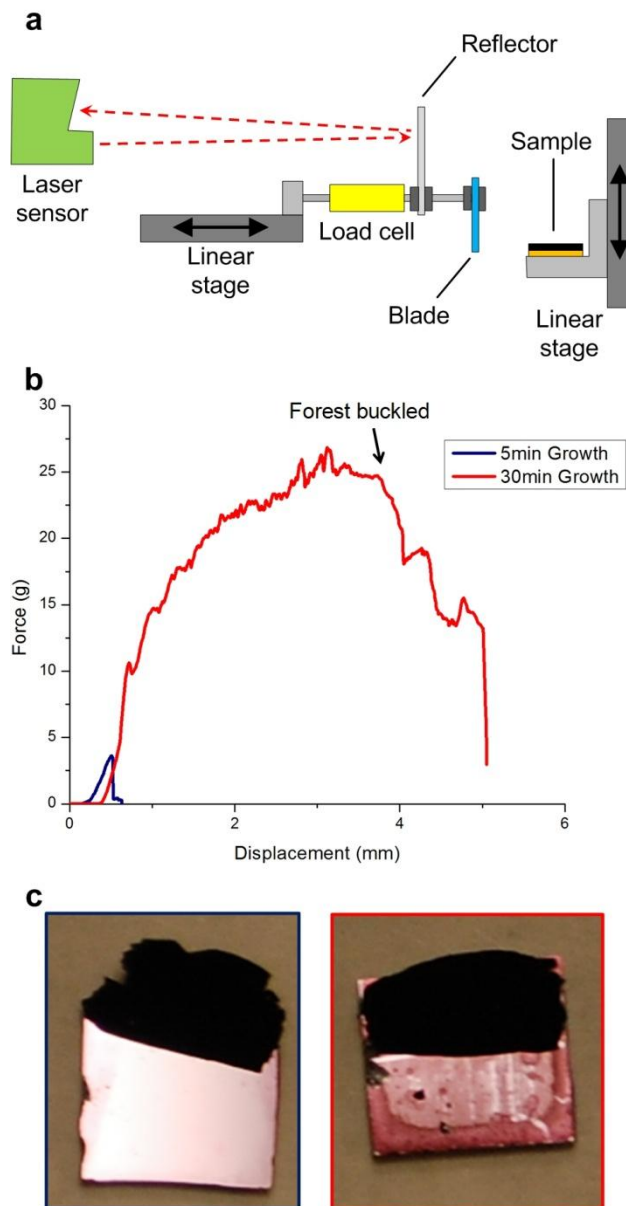 a
Reflector
Laser
sensor
Linear
stage
Load cell
Blade
Sample
Linear
stage
b
30
25
20
15
10
5
0
Force (g)
Forest buckled
5min Growth
30min Growth
0
2
4
6
Displacement (mm)
c